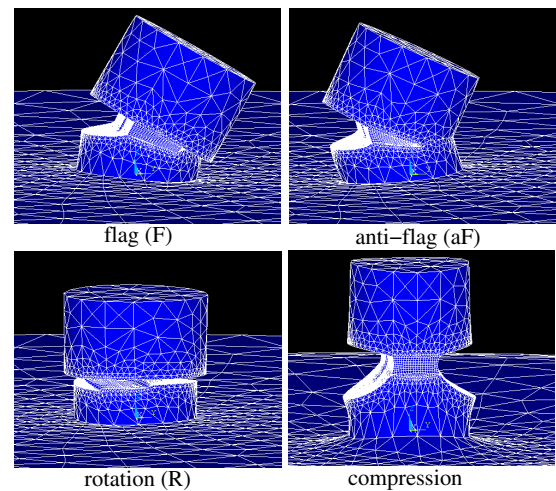 flag (F)
anti−flag (aF)
rotation (R)
compression